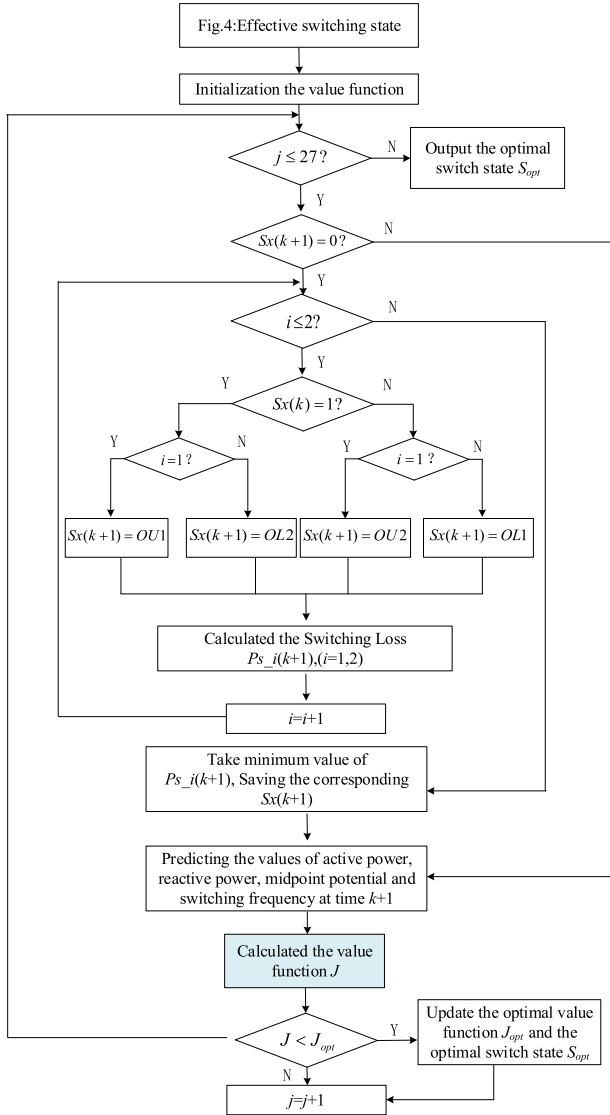 Fig.4:Effective switching state
Initialization the value function
j ≤ 27?
N
Output the optimal
switch state Sopt
Y
Sx(k+1) = 0?
N
Y
i≤2?
N
Y
Sx(k) = 1?
Y
N
i=1?
Y
N
i=1 ?
Y
N
Sx(k+1) = OU1
Sx(k+1) = OL2
Sx(k+1) = OU2
Sx(k+1) = OL1
Calculated the Switching Loss
Ps_i(k+1),(i=1,2)
i=i+1
Take minimum value of
Ps_i(k+1), Saving the corresponding
Sx(k+1)
Predicting the values of active power,
reactive power, midpoint potential and
switching frequency at time k+1
Calculated the value
function J
J < Jopt
Y
Update the optimal value
function Jopt and the
optimal switch state Sopt
N
j=j+1